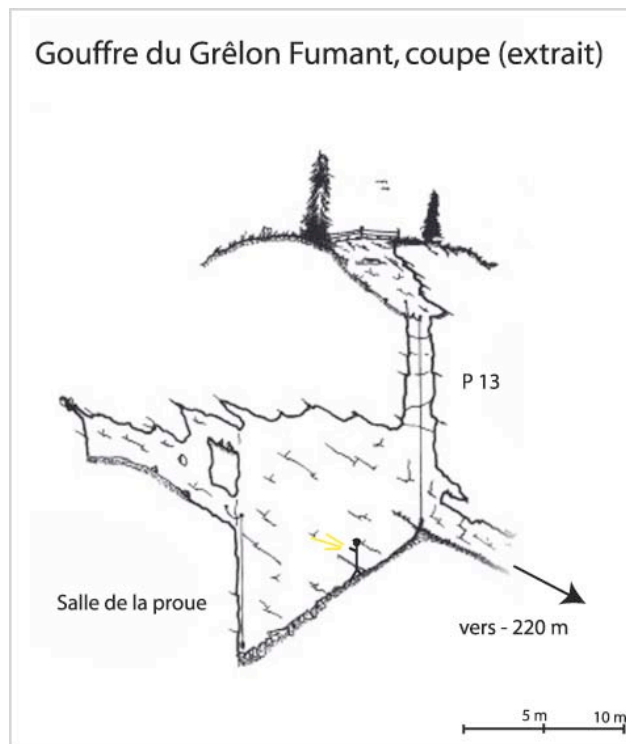 Gouffre du Grêlon Fumant, coupe (extrait)
P 13
Salle de la proue
vers - 220 m
5 m 10 m